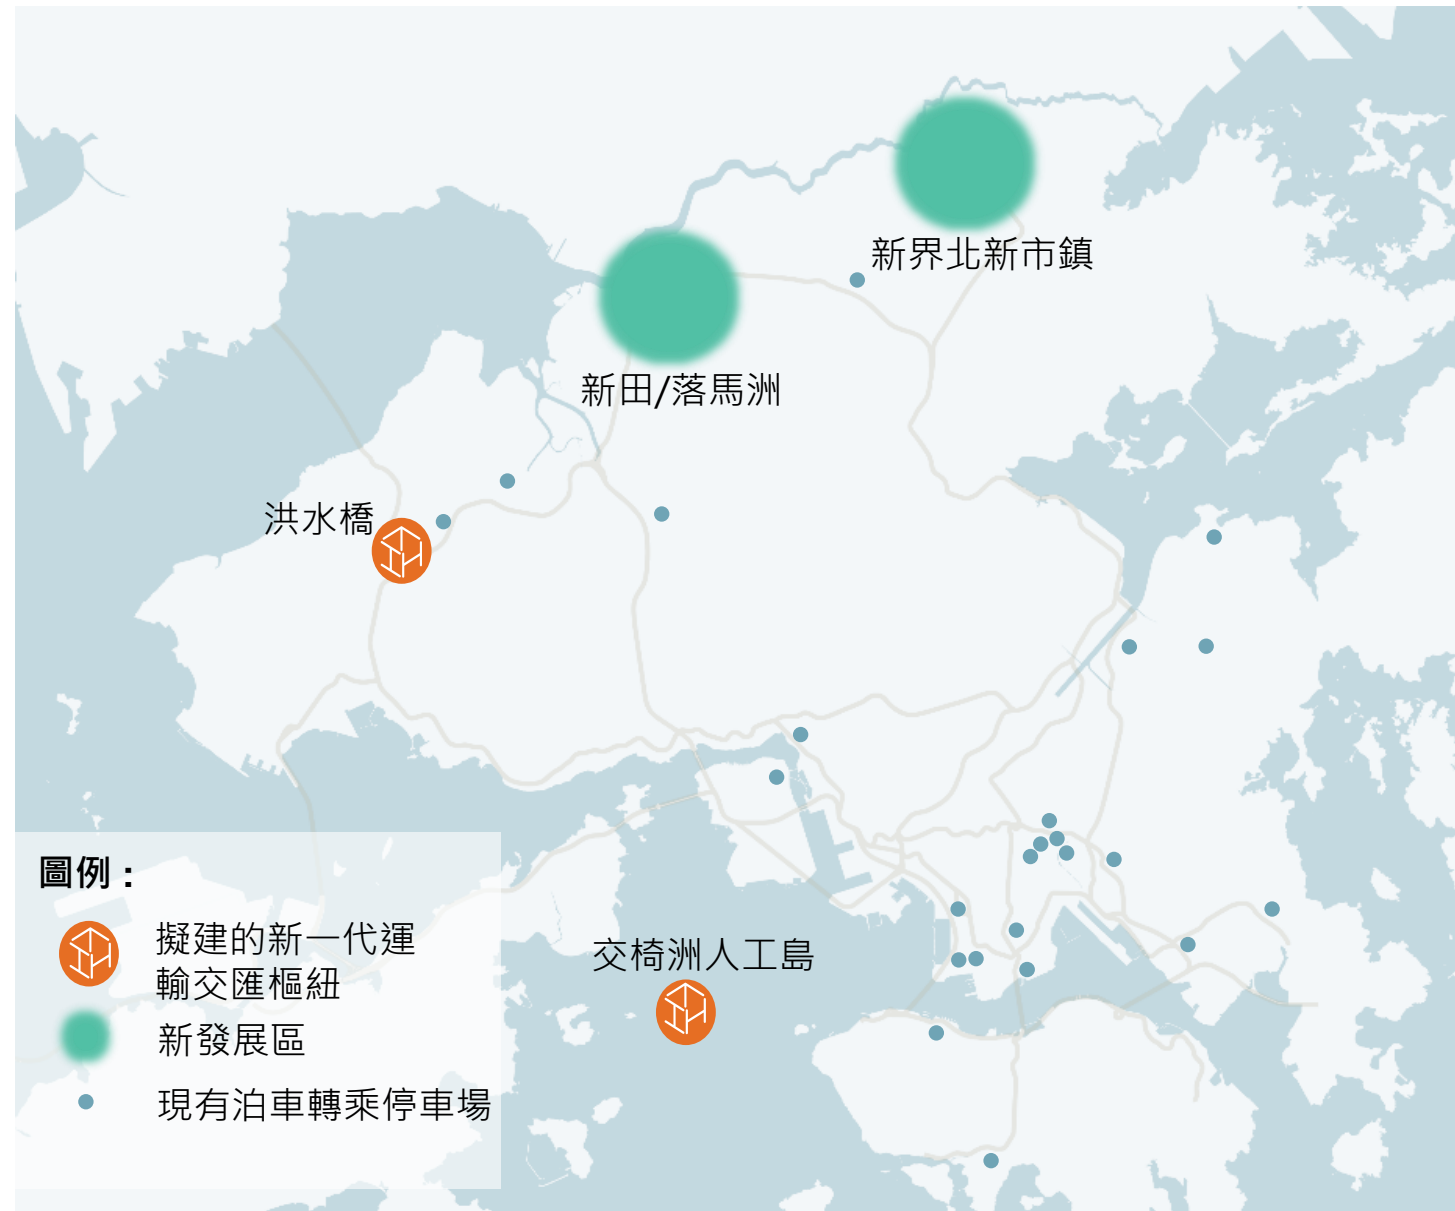 新界北新市鎮
新田/落馬洲
洪水橋
交椅洲人工島
圖例：
擬建的新一代運
輸交匯樞紐
新發展區
現有泊車轉乘停車場